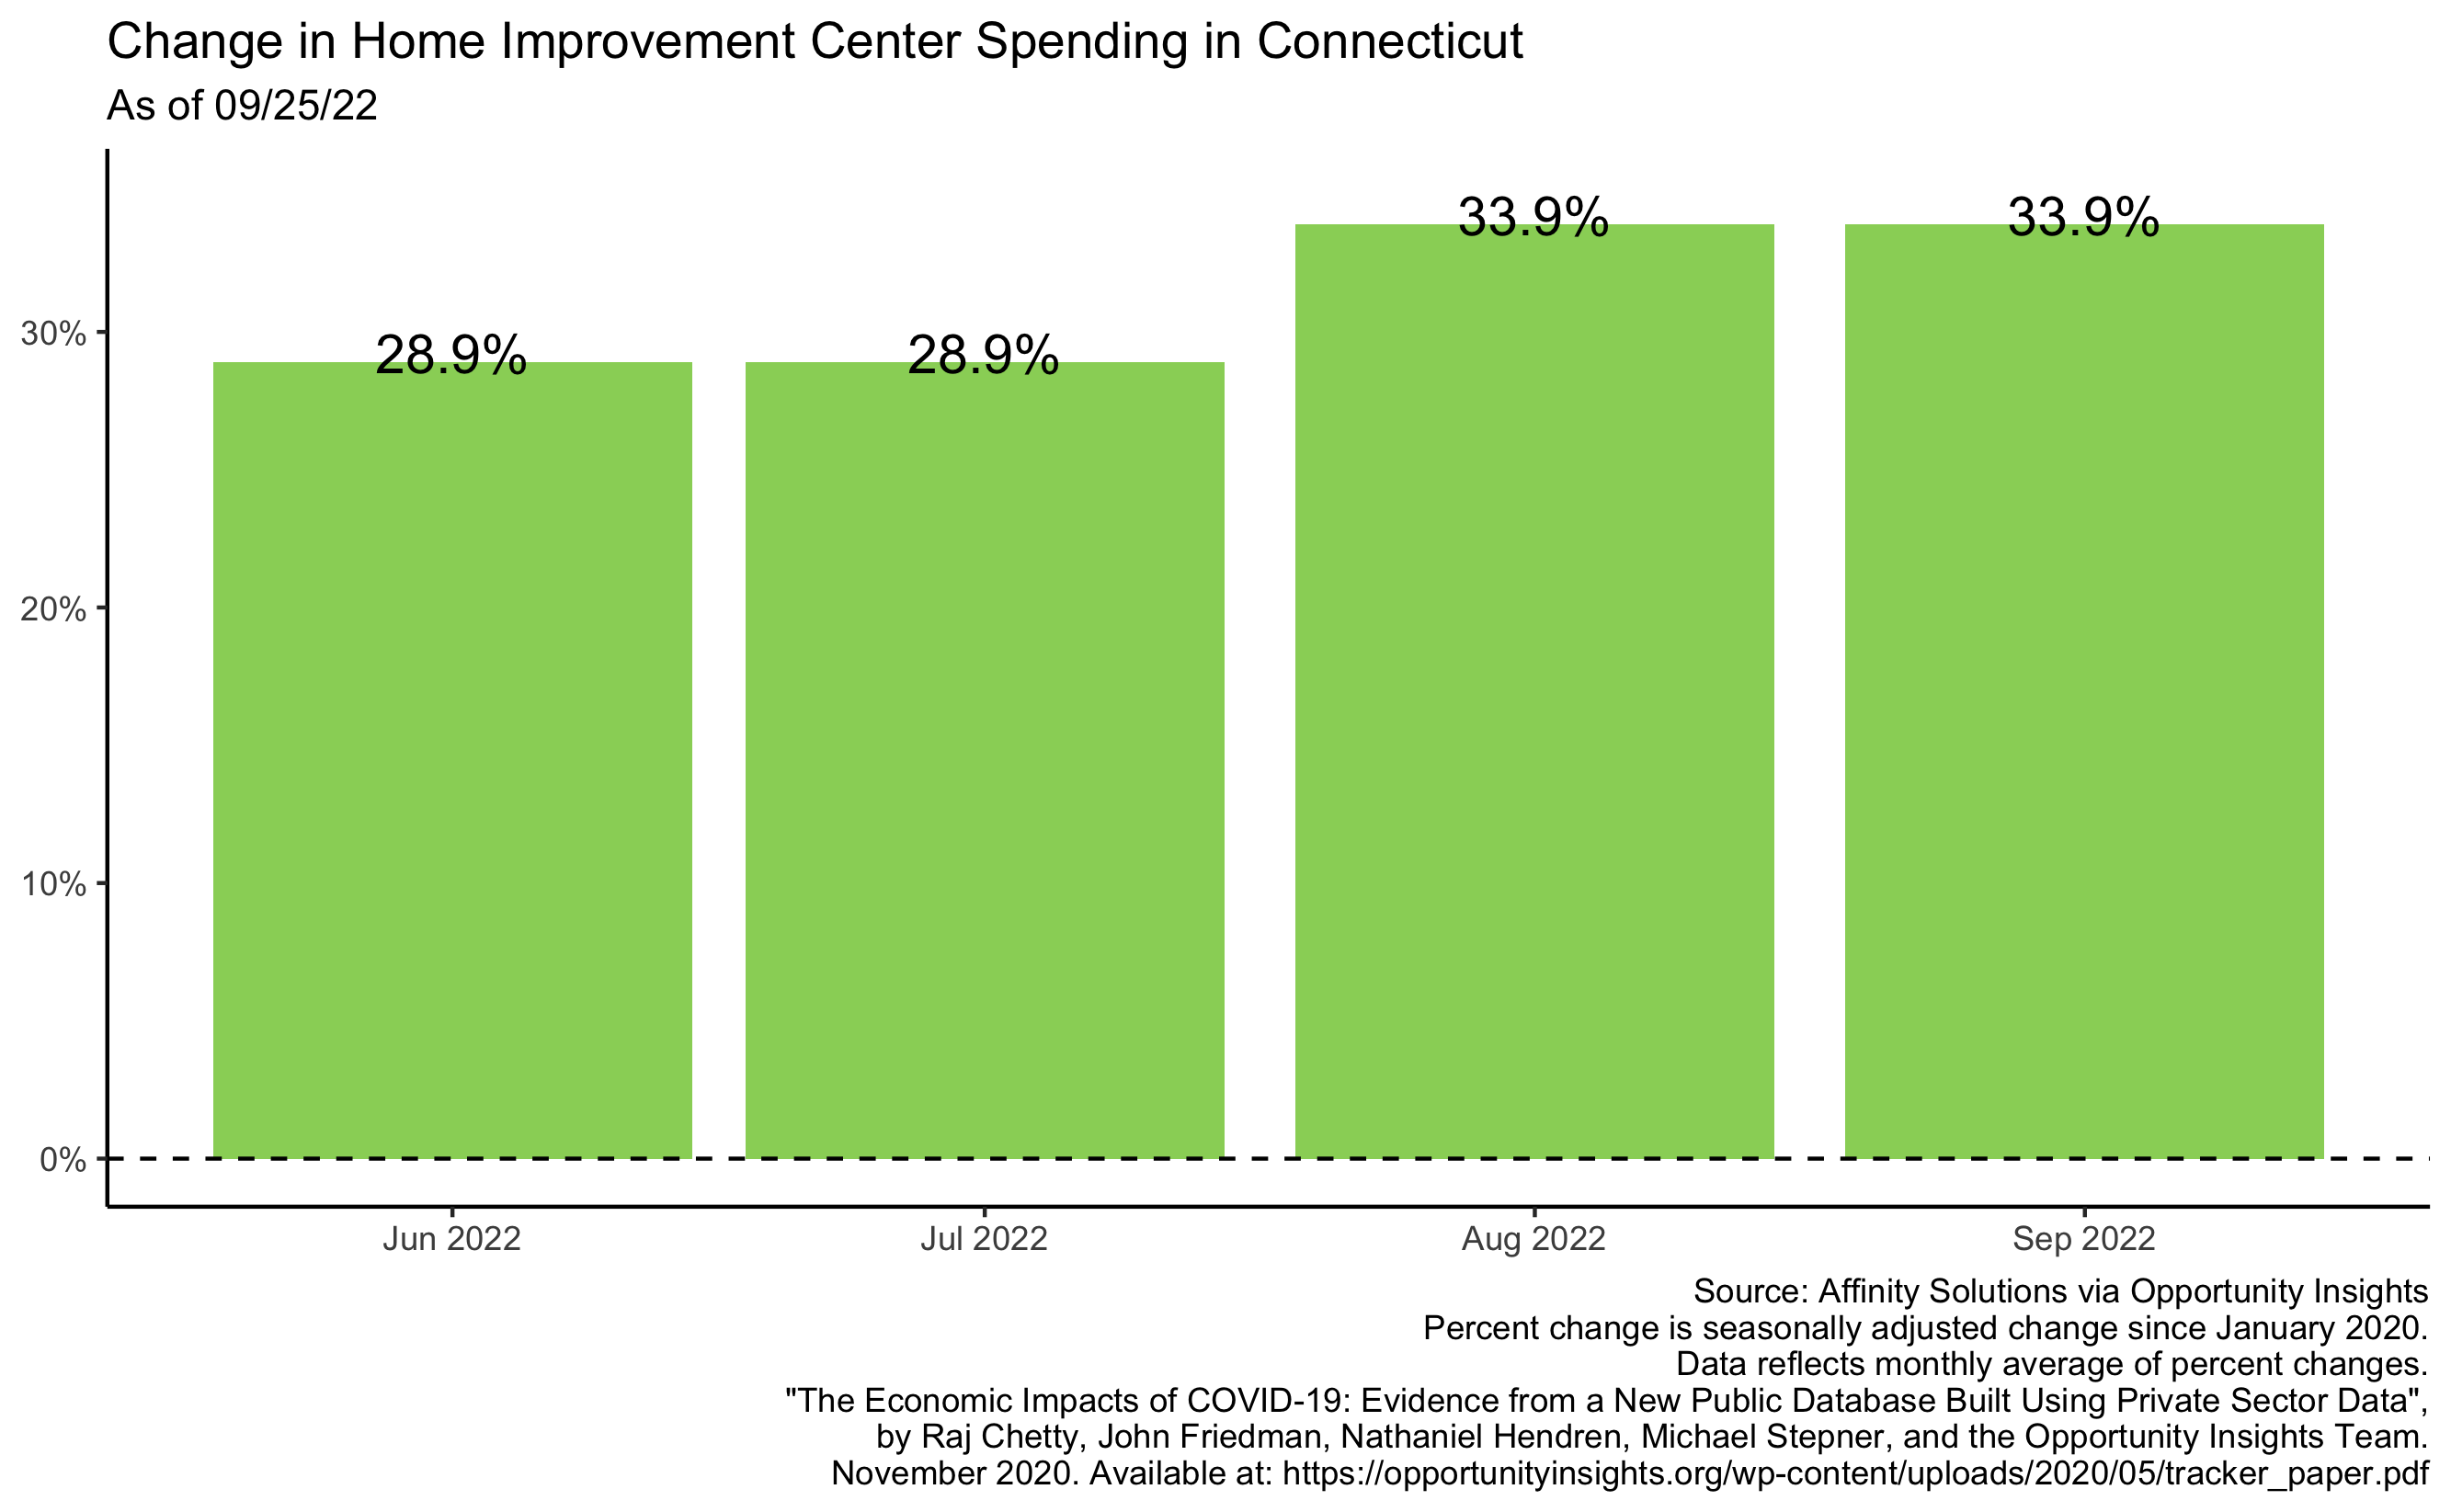 Change in Home Improvement Center Spending in Connecticut
As of 09/25/22
33.9%
33.9%
28.9%
28.9%
30%
20%
10%
0%
Jun 2022
Jul 2022
Aug 2022
Sep 2022
Source: Affinity Solutions via Opportunity Insights
Percent change is seasonally adjusted change since January 2020.
Data reflects monthly average of percent changes.
"The Economic Impacts of COVID-19: Evidence from a New Public Database Built Using Private Sector Data",
by Raj Chetty, John Friedman, Nathaniel Hendren, Michael Stepner, and the Opportunity Insights Team.
November 2020. Available at: https://opportunityinsights.org/wp-content/uploads/2020/05/tracker_paper.pdf